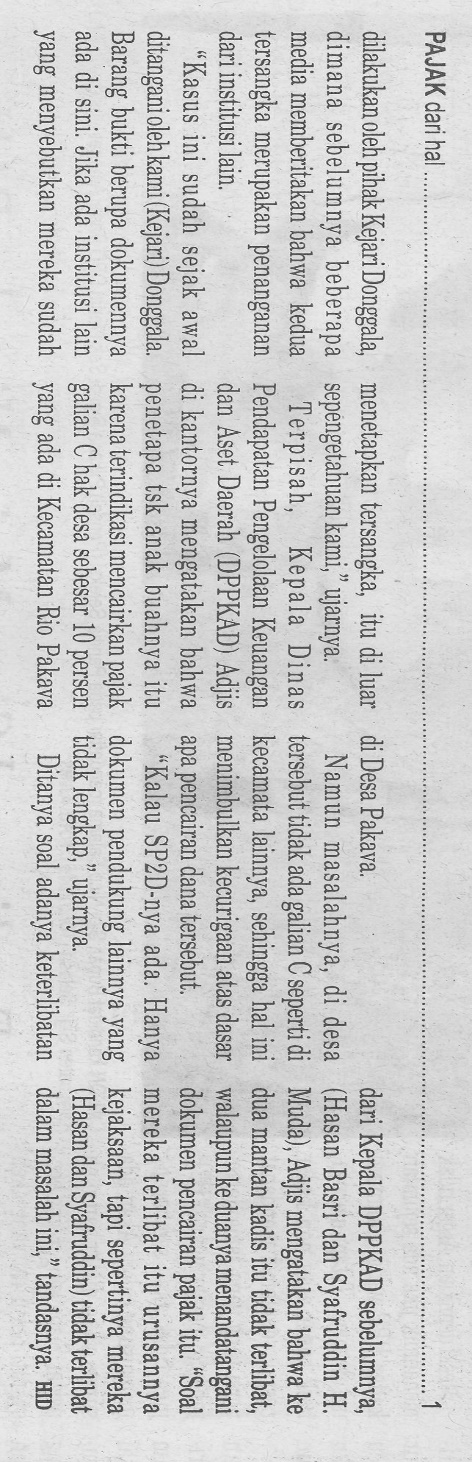 PAJAK dari hal ........................................................................ 1
dilakukan oleh pihak Kejari Donggala,
dimana sebelumnya beberapa
media memberitakan bahwa kedua
tersangka merupakan penanganan
dari institusi lain.
“Kasus ini sudah sejak awal
ditangani oleh kami (Kejari) Donggala.
Barang bukti berupa dokumennya
ada di sini. Jika ada institusi lain
yang menyebutkan mereka sudah
menetapkan tersangka, itu di luar
sepengetahuan kami,” ujarnya.
Terpisah, Kepala Dinas
Pendapatan Pengelolaan Keuangan
dan Aset Daerah (DPPKAD) Adjis
di kantornya mengatakan bahwa
penetapa tsk anak buahnya itu
karena terindikasi mencairkan pajak
galian C hak desa sebesar 10 persen
yang ada di Kecamatan Rio Pakava
di Desa Pakava.
Namun masalahnya, di desa
tersebut tidak ada galian C seperti di
kecamata lainnya, sehingga hal ini
menimbulkan kecurigaan atas dasar
apa pencairan dana tersebut.
“Kalau SP2D-nya ada. Hanya
dokumen pendukung lainnya yang
tidak lengkap,” ujarnya.
Ditanya soal adanya keterlibatan
dari Kepala DPPKAD sebelumnya,
(Hasan Basri dan Syafruddin H.
Muda), Adjis mengatakan bahwa ke
dua mantan kadis itu tidak terlibat,
walaupun keduanya menandatangani
dokumen pencairan pajak itu. “Soal
mereka terlibat itu urusannya
kejaksaan, tapi sepertinya mereka
(Hasan dan Syafruddin) tidak terlibat
dalam masalah ini,” tandasnya. HID